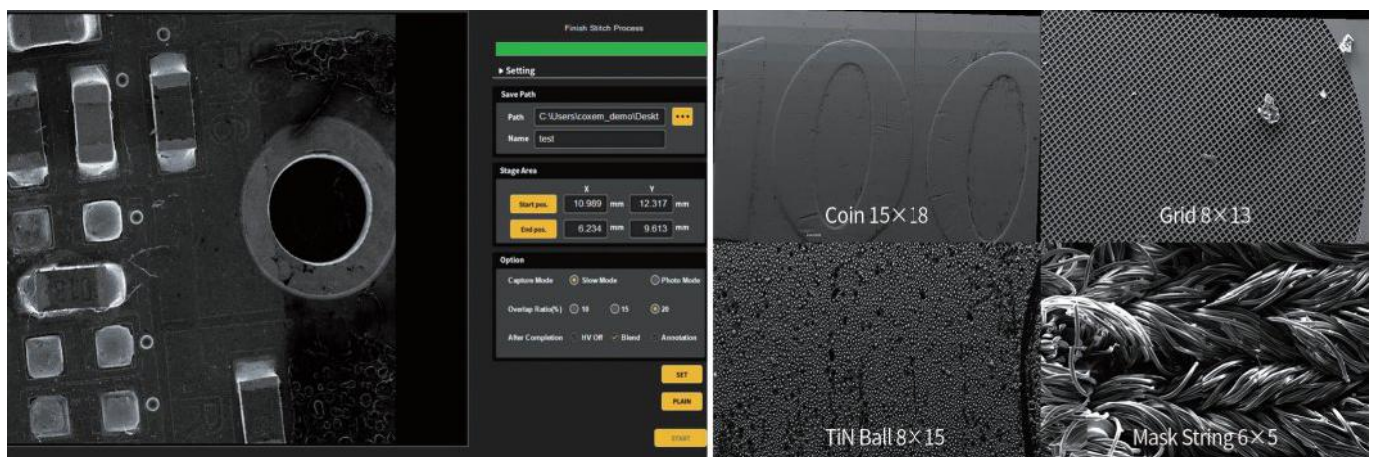 Finish Stitch Process
▸ Setting
Save Path
Path C:\Users\coxem_demo\Deskt •••
Name test
Stage Area
X Y
Start pos. 10.989 mm 12.317 mm
End pos. 6.234 mm 9.613 mm
Option
Capture Mode Slow Mode Photo Mode
Overlap Ratio(%) 10 15 20
After Completion HV Off Blend Annotation
SET
PLAIN
START
Coin 15×18
Grid 8×13
TiN Ball 8×15
Mask String 6×5